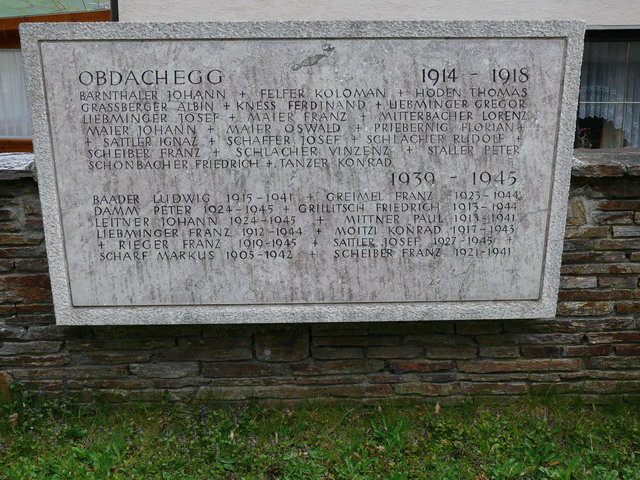 OBDACHEGG 1914 - 1918
BARNTHALER JOHANN + FELFER KOLOMAN + HÖDEN THOMAS
GRASSBERGER ALBIN + KNESS FERDINAND + LIEBMINGER GREGOR
LIEBMINGER JOSEF + MAIER FRANZ + MITTERBACHER LORENZ
MAIER JOHANN + MAIER OSWALD + PRIEBERNIG FLORIAN +
+ SATTLER IGNAZ + SCHAFFER JOSEF + SCHLACHER RUDOLF +
+ SCHEIBER FRANZ + SCHLACHER VINZENZ + STALLER PETER
SCHÖNBACHER FRIEDRICH + TANZER KONRAD
1939 - 1945
BAADER LUDWIG 1915-1941 + GREIMEL FRANZ 1923-1944
DAMM PETER 1924-1945 + GRILLITSCH FRIEDRICH 1913-1944
LEITNER JOHANN 1924-1945 + MITTNER PAUL 1913-1941
LIEBMINGER FRANZ 1912-1944 + MOITZI KONRAD 1917-1943
+ RIEGER FRANZ 1919-1945 + SATTLER JOSEF 1927-1945 +
SCHARF MARKUS 1905-1942 + SCHEIBER FRANZ 1921-1941